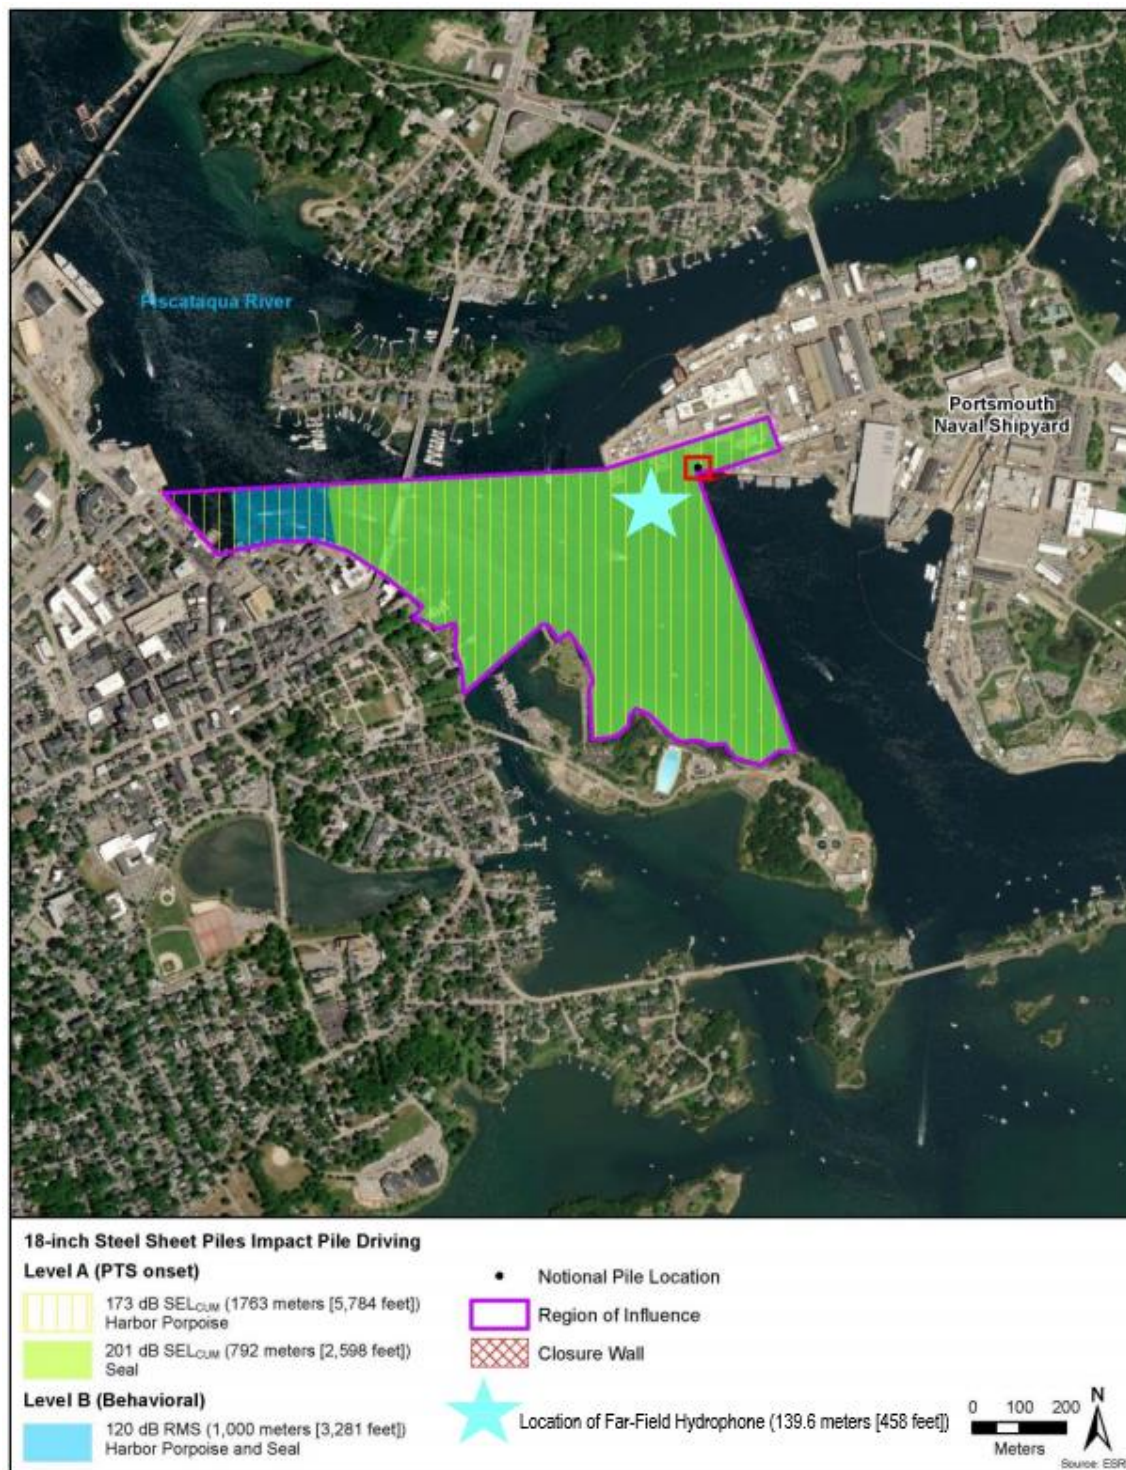 Piscataqua River
Portsmouth
Naval Shipyard
18-inch Steel Sheet Piles Impact Pile Driving
Level A (PTS onset)
173 dB SELCUM (1763 meters [5,784 feet])
Harbor Porpoise
201 dB SELCUM (792 meters [2,598 feet])
Seal
Level B (Behavioral)
120 dB RMS (1,000 meters [3,281 feet])
Harbor Porpoise and Seal
Notional Pile Location
Region of Influence
Closure Wall
Location of Far-Field Hydrophone (139.6 meters [458 feet])
0 100 200
Meters
N
Source: ESR